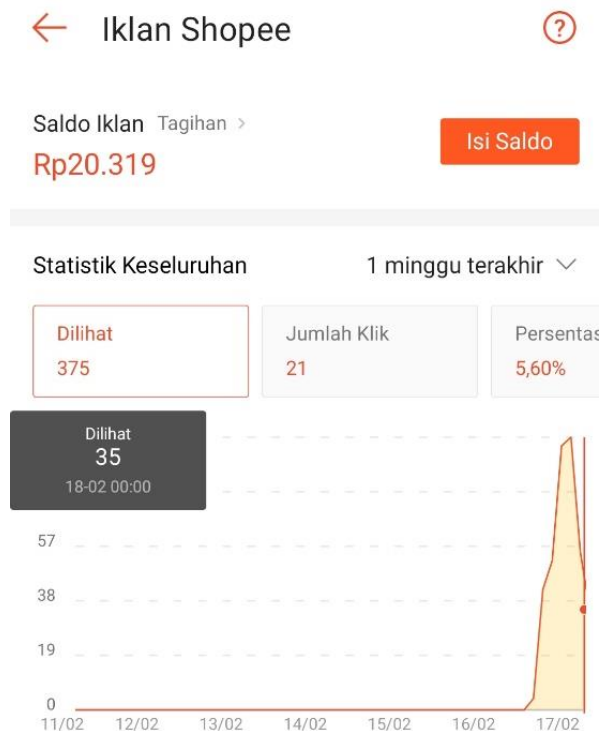 Iklan Shopee
?
Saldo Iklan Tagihan >
Rp20.319
Isi Saldo
Statistik Keseluruhan
1 minggu terakhir
Dilihat
375
Jumlah Klik
21
Persentas
5,60%
Dilihat
35
18-02 00:00
57
38
19
0
11/02 12/02 13/02 14/02 15/02 16/02 17/02